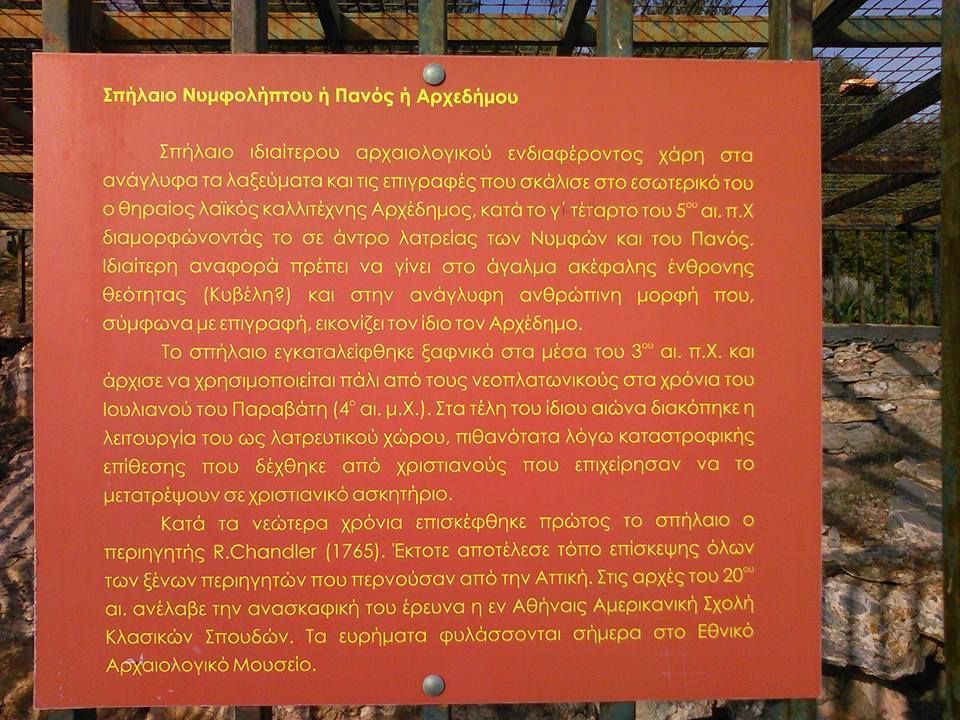 Σπήλαιο Νυμφολήπτου ή Πανός ή Αρχεδήμου
Σπήλαιο ιδιαίτερου αρχαιολογικού ενδιαφέροντος χάρη στα
ανάγλυφα τα λαξεύματα και τις επιγραφές που σκάλισε στο εσωτερικό του
ο θηραίος λαϊκός καλλιτέχνης Αρχέδημος, κατά το γ΄ τέταρτο του 5ου αι. π.Χ
διαμορφώνοντάς το σε άντρο λατρείας των Νυμφών και του Πανός.
Ιδιαίτερη αναφορά πρέπει να γίνει στο άγαλμα ακέφαλης ένθρονης
θεότητας (Κυβέλη?) και στην ανάγλυφη ανθρώπινη μορφή που,
σύμφωνα με επιγραφή, εικονίζει τον ίδιο τον Αρχέδημο.
Το σπήλαιο εγκαταλείφθηκε ξαφνικά στα μέσα του 3ου αι. π.Χ. και
άρχισε να χρησιμοποιείται πάλι από τους νεοπλατωνικούς στα χρόνια του
Ιουλιανού του Παραβάτη (4ο αι. μ.Χ.). Στα τέλη του ίδιου αιώνα διακόπηκε η
λειτουργία του ως λατρευτικού χώρου, πιθανότατα λόγω καταστροφικής
επίθεσης που δέχθηκε από χριστιανούς που επιχείρησαν να το
μετατρέψουν σε χριστιανικό ασκητήριο.
Κατά τα νεώτερα χρόνια επισκέφθηκε πρώτος το σπήλαιο ο
περιηγητής R.Chandler (1765). Έκτοτε αποτέλεσε τόπο επίσκεψης όλων
των ξένων περιηγητών που περνούσαν από την Αττική. Στις αρχές του 20ου
αι. ανέλαβε την ανασκαφική του έρευνα η εν Αθήναις Αμερικανική Σχολή
Κλασικών Σπουδών. Τα ευρήματα φυλάσσονται σήμερα στο Εθνικό
Αρχαιολογικό Μουσείο.